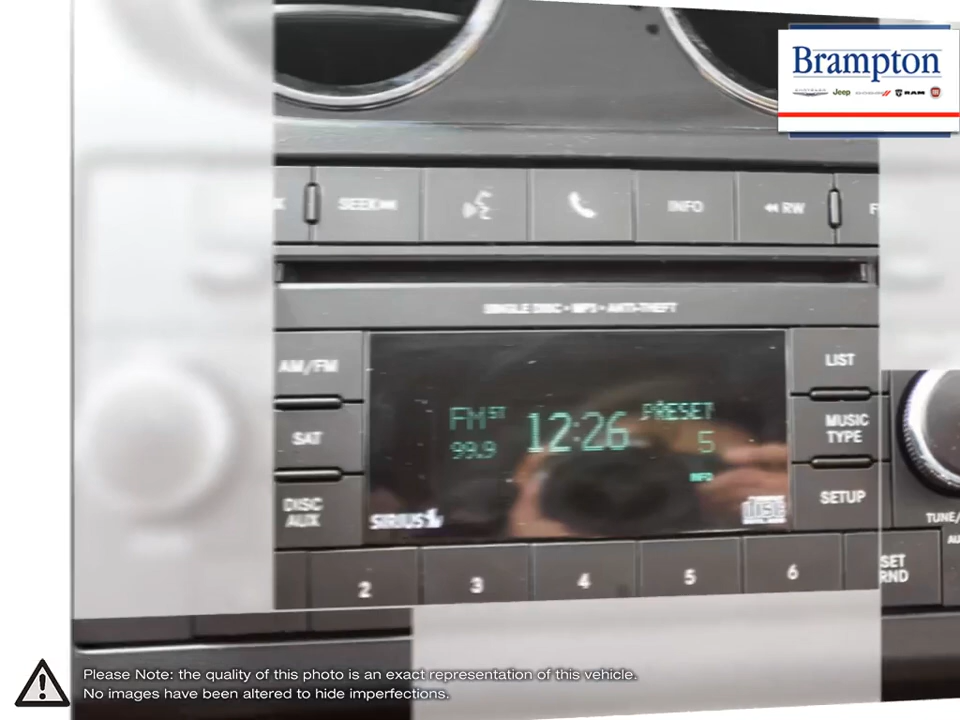 Brampton
Jeep
RAM
SEEK
INFO
RW
SINGLE DISC • MP3 • ANTI-THEFT
AM/FM
LIST
FM ST
12:26
PRESET
SAT
99.9
5
MUSIC
TYPE
INFO
DISC
AUX
SIRIUS
disc
SETUP
TUNE/
2
3
4
5
6
SET
RND
Please Note: the quality of this photo is an exact representation of this vehicle.
No images have been altered to hide imperfections.